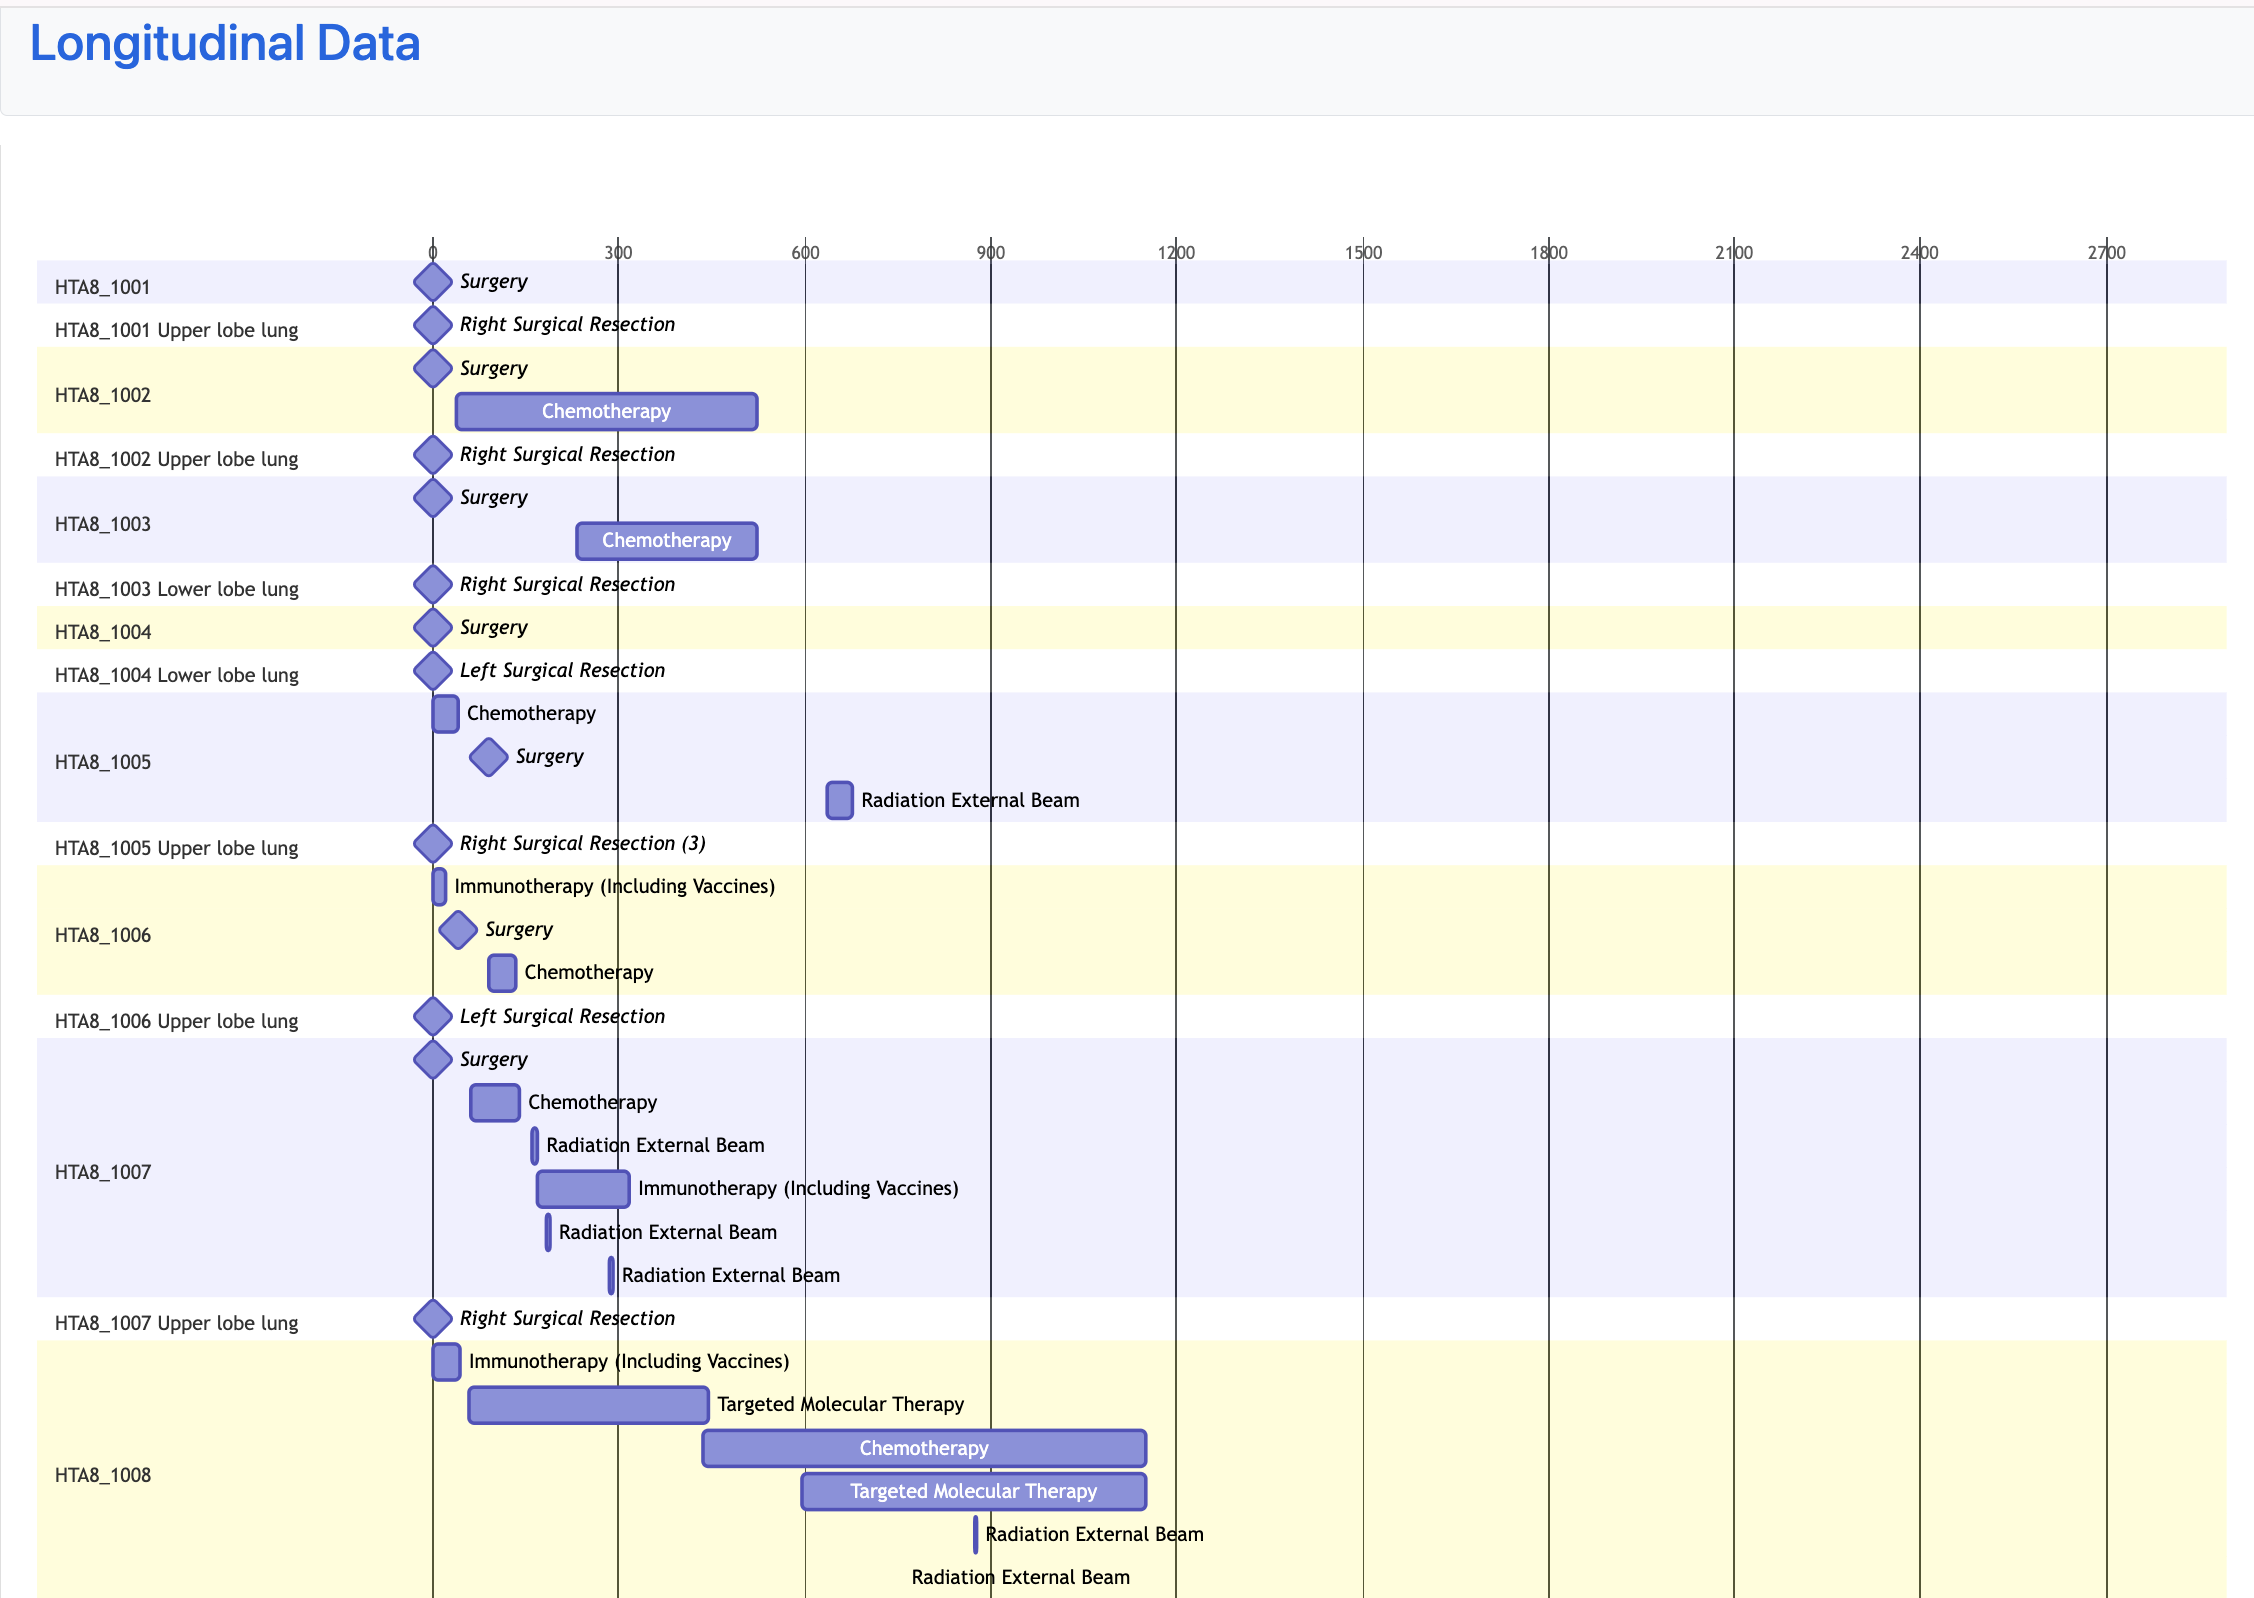 Longitudinal Data
0 300 600 900 1200 1500 1800 2100 2400 2700
HTA8_1001
Surgery
HTA8_1001 Upper lobe lung
Right Surgical Resection
HTA8_1002
Surgery
Chemotherapy
HTA8_1002 Upper lobe lung
Right Surgical Resection
HTA8_1003
Surgery
Chemotherapy
HTA8_1003 Lower lobe lung
Right Surgical Resection
HTA8_1004
Surgery
HTA8_1004 Lower lobe lung
Left Surgical Resection
HTA8_1005
Chemotherapy
Surgery
Radiation External Beam
HTA8_1005 Upper lobe lung
Right Surgical Resection (3)
HTA8_1006
Immunotherapy (Including Vaccines)
Surgery
Chemotherapy
HTA8_1006 Upper lobe lung
Left Surgical Resection
HTA8_1007
Surgery
Chemotherapy
Radiation External Beam
Immunotherapy (Including Vaccines)
Radiation External Beam
Radiation External Beam
HTA8_1007 Upper lobe lung
Right Surgical Resection
HTA8_1008
Immunotherapy (Including Vaccines)
Targeted Molecular Therapy
Chemotherapy
Targeted Molecular Therapy
Radiation External Beam
Radiation External Beam